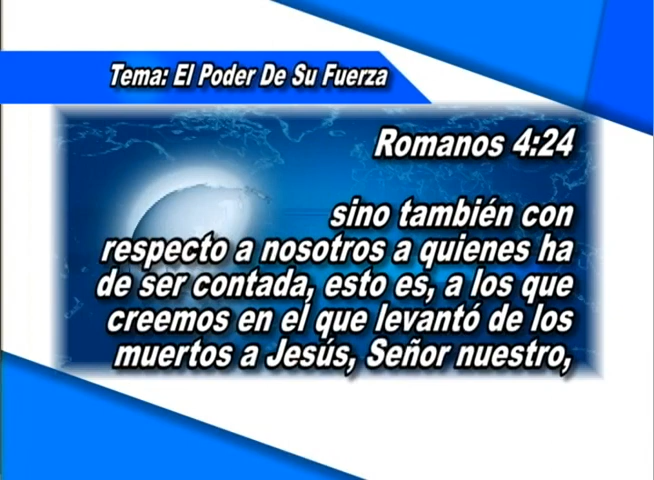 Tema: El Poder De Su Fuerza
Romanos 4:24
sino también con
respecto a nosotros a quienes ha
de ser contada, esto es, a los que
creemos en el que levantó de los
muertos a Jesús, Señor nuestro,